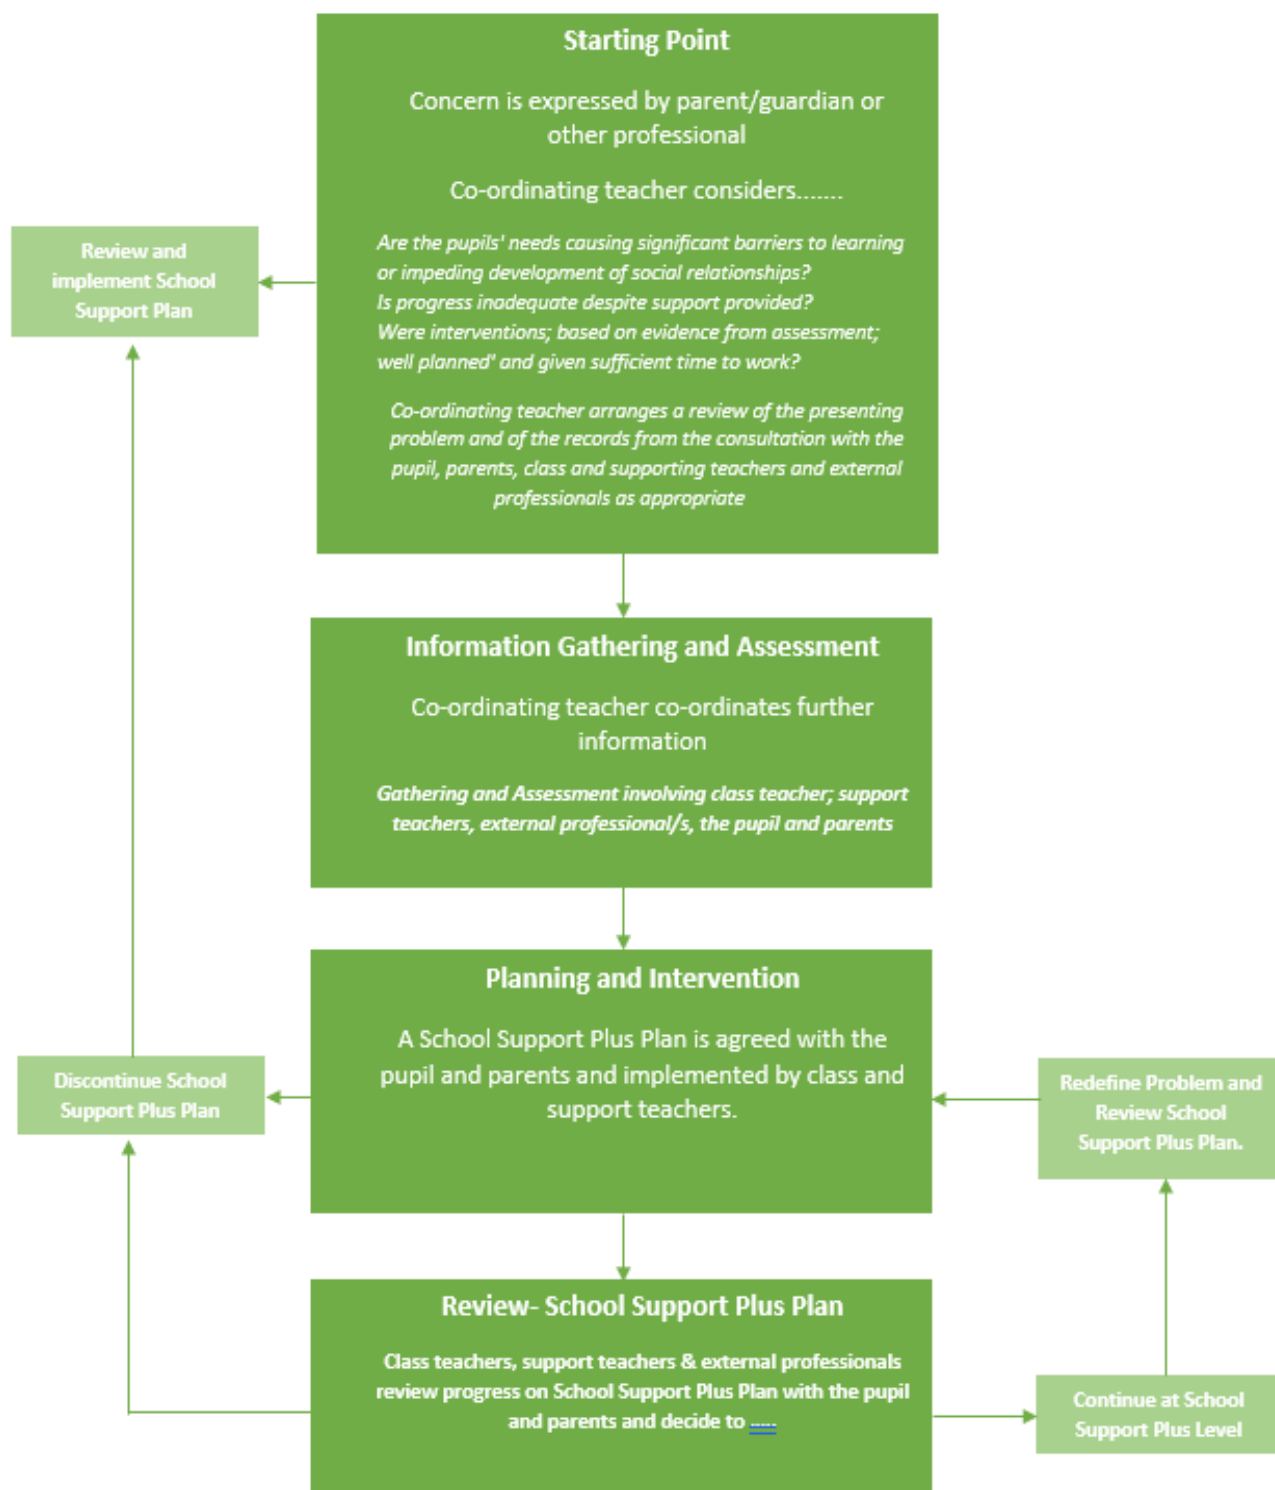 Starting Point
Concern is expressed by parent/guardian or
other professional
Co-ordinating teacher considers.......
Are the pupils' needs causing significant barriers to learning
or impeding development of social relationships?
Is progress inadequate despite support provided?
Were interventions; based on evidence from assessment;
well planned' and given sufficient time to work?
Co-ordinating teacher arranges a review of the presenting
problem and of the records from the consultation with the
pupil, parents, class and supporting teachers and external
professionals as appropriate
Review and
implement School
Support Plan
Information Gathering and Assessment
Co-ordinating teacher co-ordinates further
information
Gathering and Assessment involving class teacher; support
teachers, external professional/s, the pupil and parents
Planning and Intervention
A School Support Plus Plan is agreed with the
pupil and parents and implemented by class and
support teachers.
Discontinue School
Support Plus Plan
Redefine Problem and
Review School
Support Plus Plan.
Review- School Support Plus Plan
Class teachers, support teachers & external professionals
review progress on School Support Plus Plan with the pupil
and parents and decide to .....
Continue at School
Support Plus Level